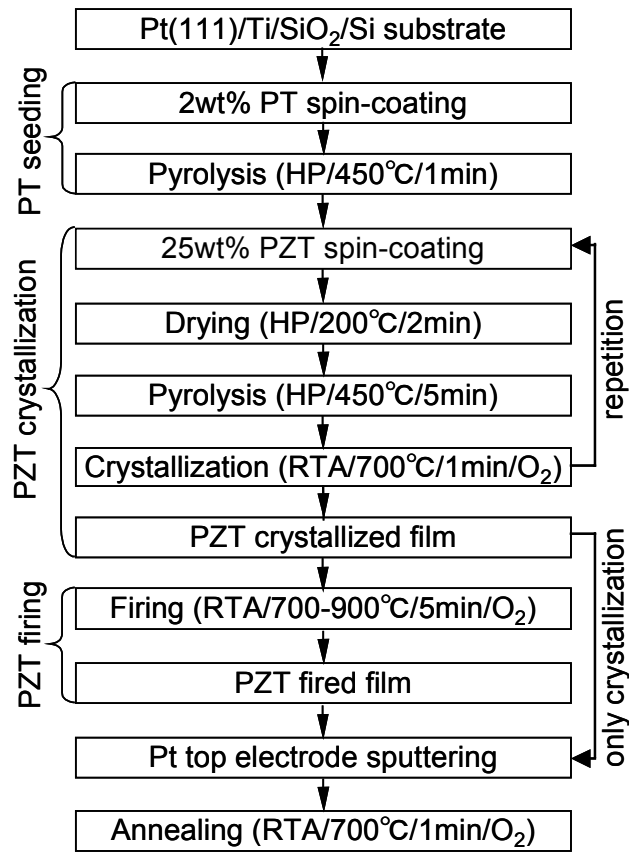 Pt(111)/Ti/SiO₂/Si substrate
PT seeding
2wt% PT spin-coating
Pyrolysis (HP/450℃/1min)
PZT crystallization
25wt% PZT spin-coating
Drying (HP/200℃/2min)
Pyrolysis (HP/450℃/5min)
Crystallization (RTA/700℃/1min/O₂)
repetition
PZT crystallized film
PZT firing
Firing (RTA/700-900℃/5min/O₂)
PZT fired film
only crystallization
Pt top electrode sputtering
Annealing (RTA/700℃/1min/O₂)